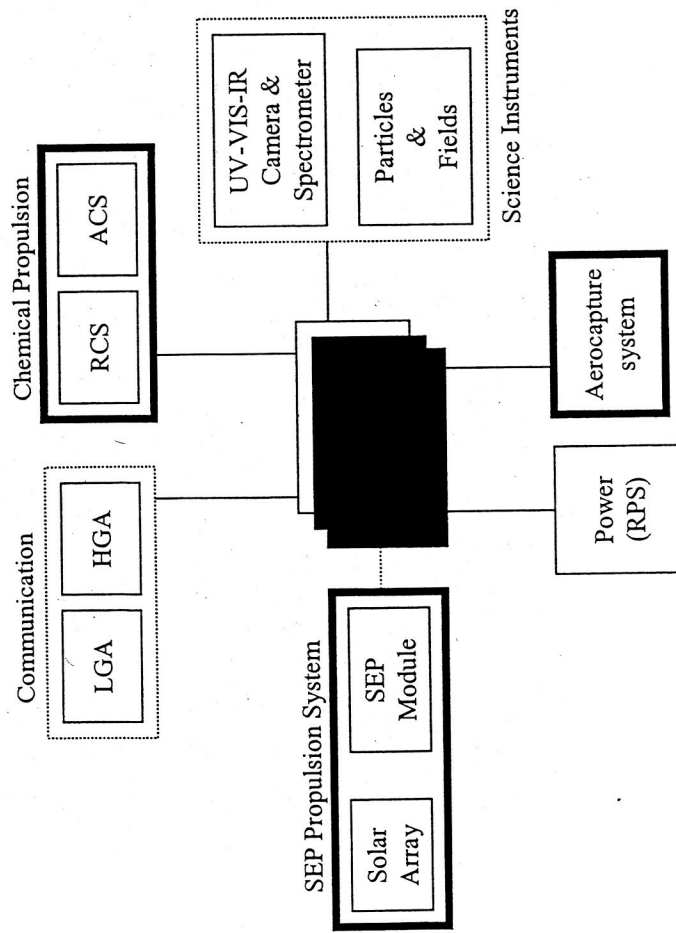 Communication
LGA
HGA
Chemical Propulsion
RCS
ACS
SEP Propulsion System
Solar
Array
SEP
Module
UV-VIS-IR
Camera &
Spectrometer
Particles
&
Fields
Science Instruments
Power
(RPS)
Aerocapture
system